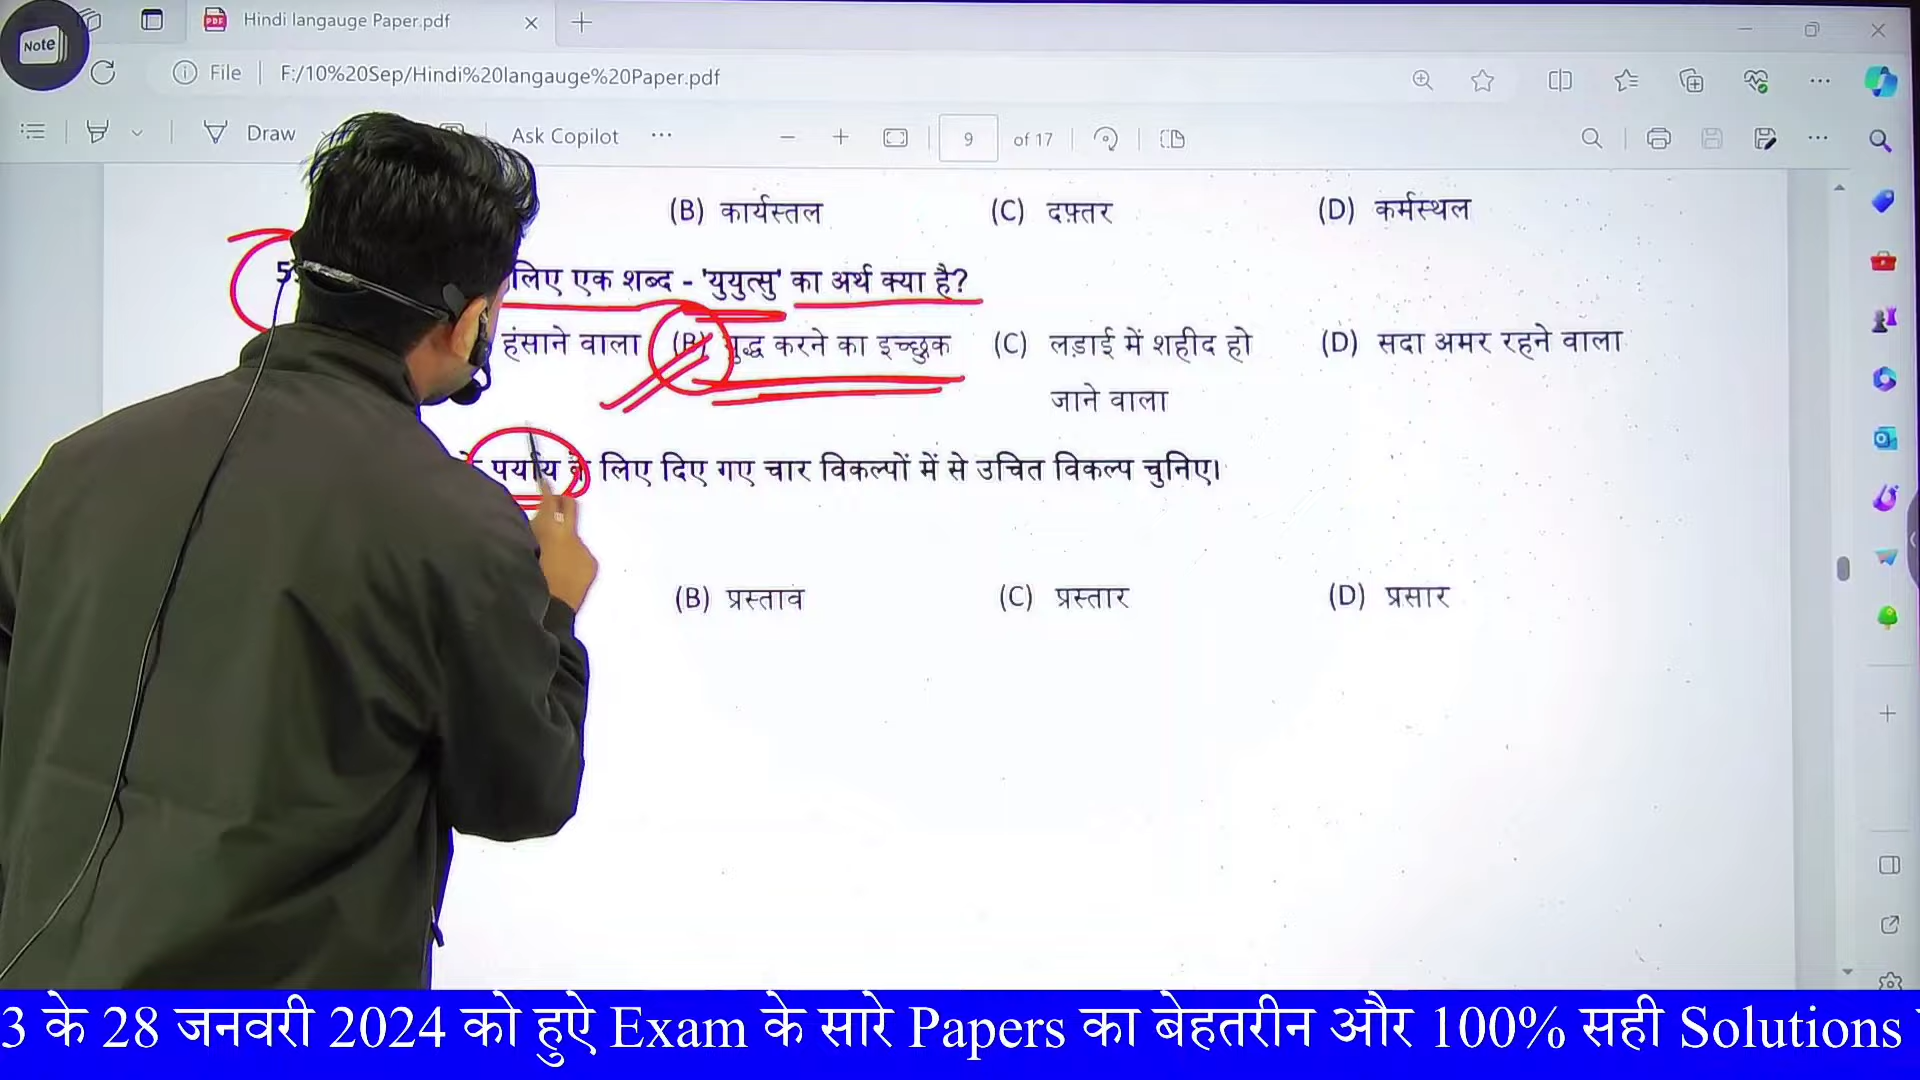 Note
Hindi langauge Paper.pdf
File F:/10%20Sep/Hindi%20langauge%20Paper.pdf
Draw Ask Copilot 9 of 17
(B) कार्यस्तल (C) दफ़्तर (D) कर्मस्थल
लिए एक शब्द - 'युयुत्सु' का अर्थ क्या है?
हंसाने वाला (B) युद्ध करने का इच्छुक (C) लड़ाई में शहीद हो (D) सदा अमर रहने वाला
जाने वाला
पर्याय के लिए दिए गए चार विकल्पों में से उचित विकल्प चुनिए।
(B) प्रस्ताव (C) प्रस्तार (D) प्रसार
3 के 28 जनवरी 2024 को हुऐ Exam के सारे Papers का बेहतरीन और 100% सही Solutions